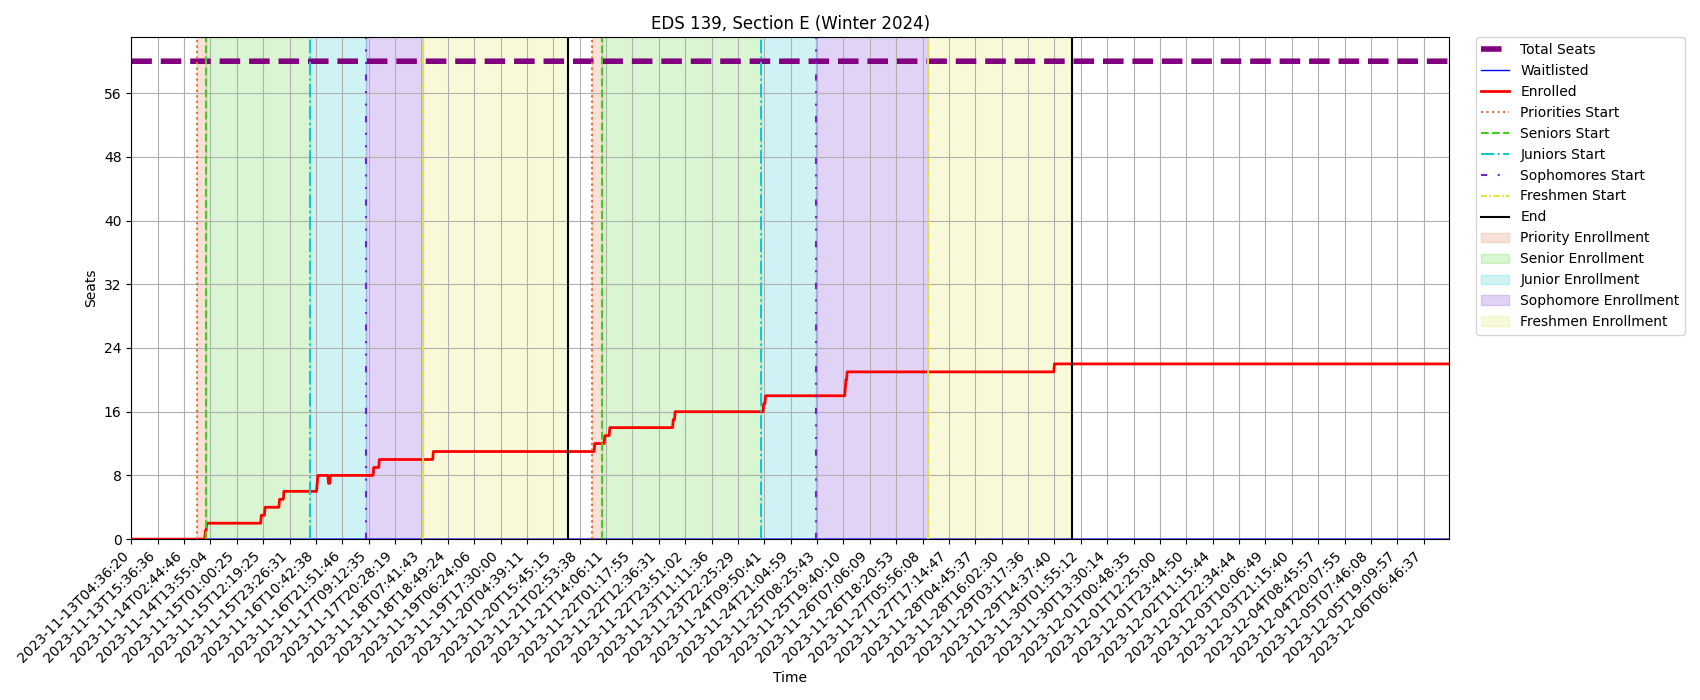 EDS 139, Section E (Winter 2024)
Total Seats
Waitlisted
Enrolled
Priorities Start
Seniors Start
Juniors Start
Sophomores Start
Freshmen Start
End
Priority Enrollment
Senior Enrollment
Junior Enrollment
Sophomore Enrollment
Freshmen Enrollment
Seats
56
48
40
32
24
16
8
0
2023-11-13T04:36:20
2023-11-13T15:36:36
2023-11-14T02:44:46
2023-11-14T13:55:04
2023-11-15T01:00:25
2023-11-15T12:19:25
2023-11-15T23:26:31
2023-11-16T10:42:38
2023-11-16T21:51:46
2023-11-17T09:12:35
2023-11-17T20:28:19
2023-11-18T07:41:43
2023-11-18T18:49:24
2023-11-19T06:24:06
2023-11-19T17:30:00
2023-11-20T04:39:11
2023-11-20T15:45:15
2023-11-21T02:53:38
2023-11-21T14:06:11
2023-11-22T01:17:55
2023-11-22T12:36:31
2023-11-22T23:51:02
2023-11-23T11:11:36
2023-11-23T22:25:29
2023-11-24T09:50:41
2023-11-24T21:04:59
2023-11-25T08:25:43
2023-11-25T19:40:10
2023-11-26T07:06:09
2023-11-26T18:20:53
2023-11-27T05:56:08
2023-11-27T17:14:47
2023-11-28T04:45:37
2023-11-28T16:02:30
2023-11-29T03:17:36
2023-11-29T14:37:40
2023-11-30T01:55:12
2023-11-30T13:30:14
2023-12-01T00:48:35
2023-12-01T12:25:00
2023-12-01T23:44:50
2023-12-02T11:15:44
2023-12-02T22:34:44
2023-12-03T10:06:49
2023-12-03T21:15:40
2023-12-04T08:45:57
2023-12-04T20:07:55
2023-12-05T07:46:08
2023-12-05T19:09:57
2023-12-06T06:46:37
Time